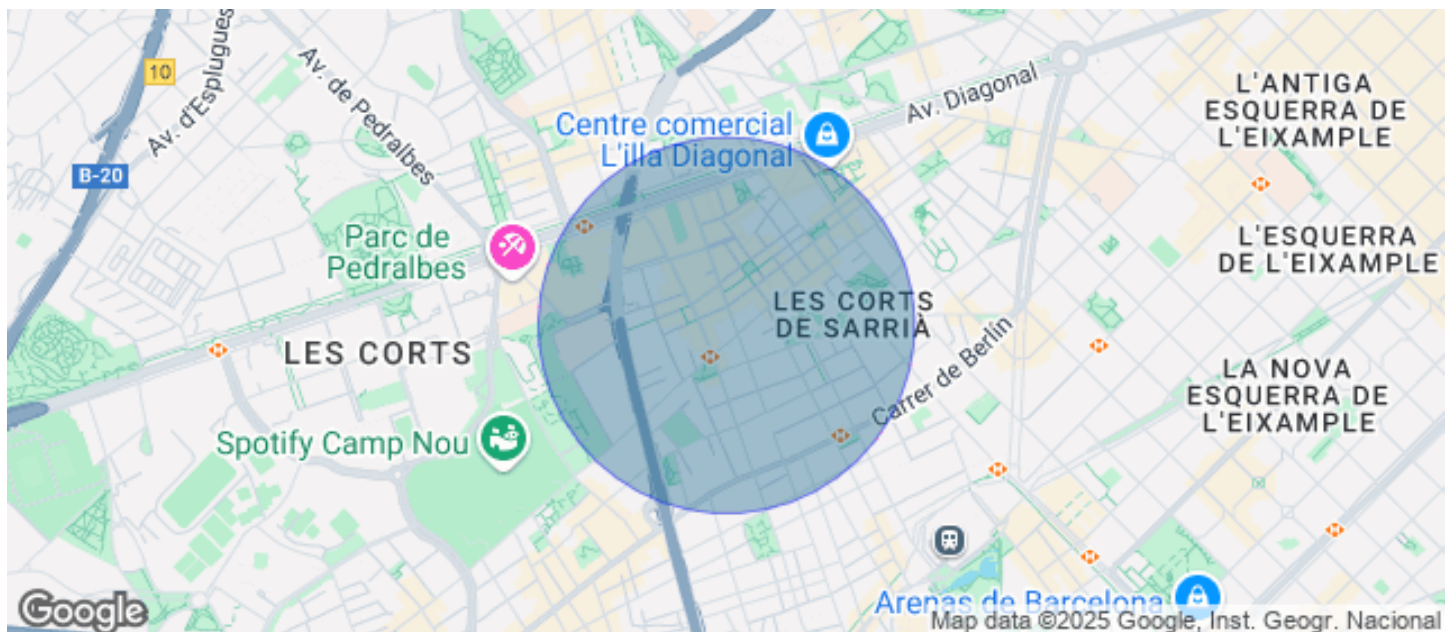 10
Av. d'Esplugues
Av. de Pedralbes
B-20
Centre comercial
L'illa Diagonal
Av. Diagonal
L'ANTIGA
ESQUERRA DE
L'EIXAMPLE
Parc de
Pedralbes
L'ESQUERRA
DE L'EIXAMPLE
LES CORTS
DE SARRIÀ
LES CORTS
Carrer de Berlín
LA NOVA
ESQUERRA DE
L'EIXAMPLE
Spotify Camp Nou
Arenas de Barcelona
Google
Map data ©2025 Google, Inst. Geogr. Nacional